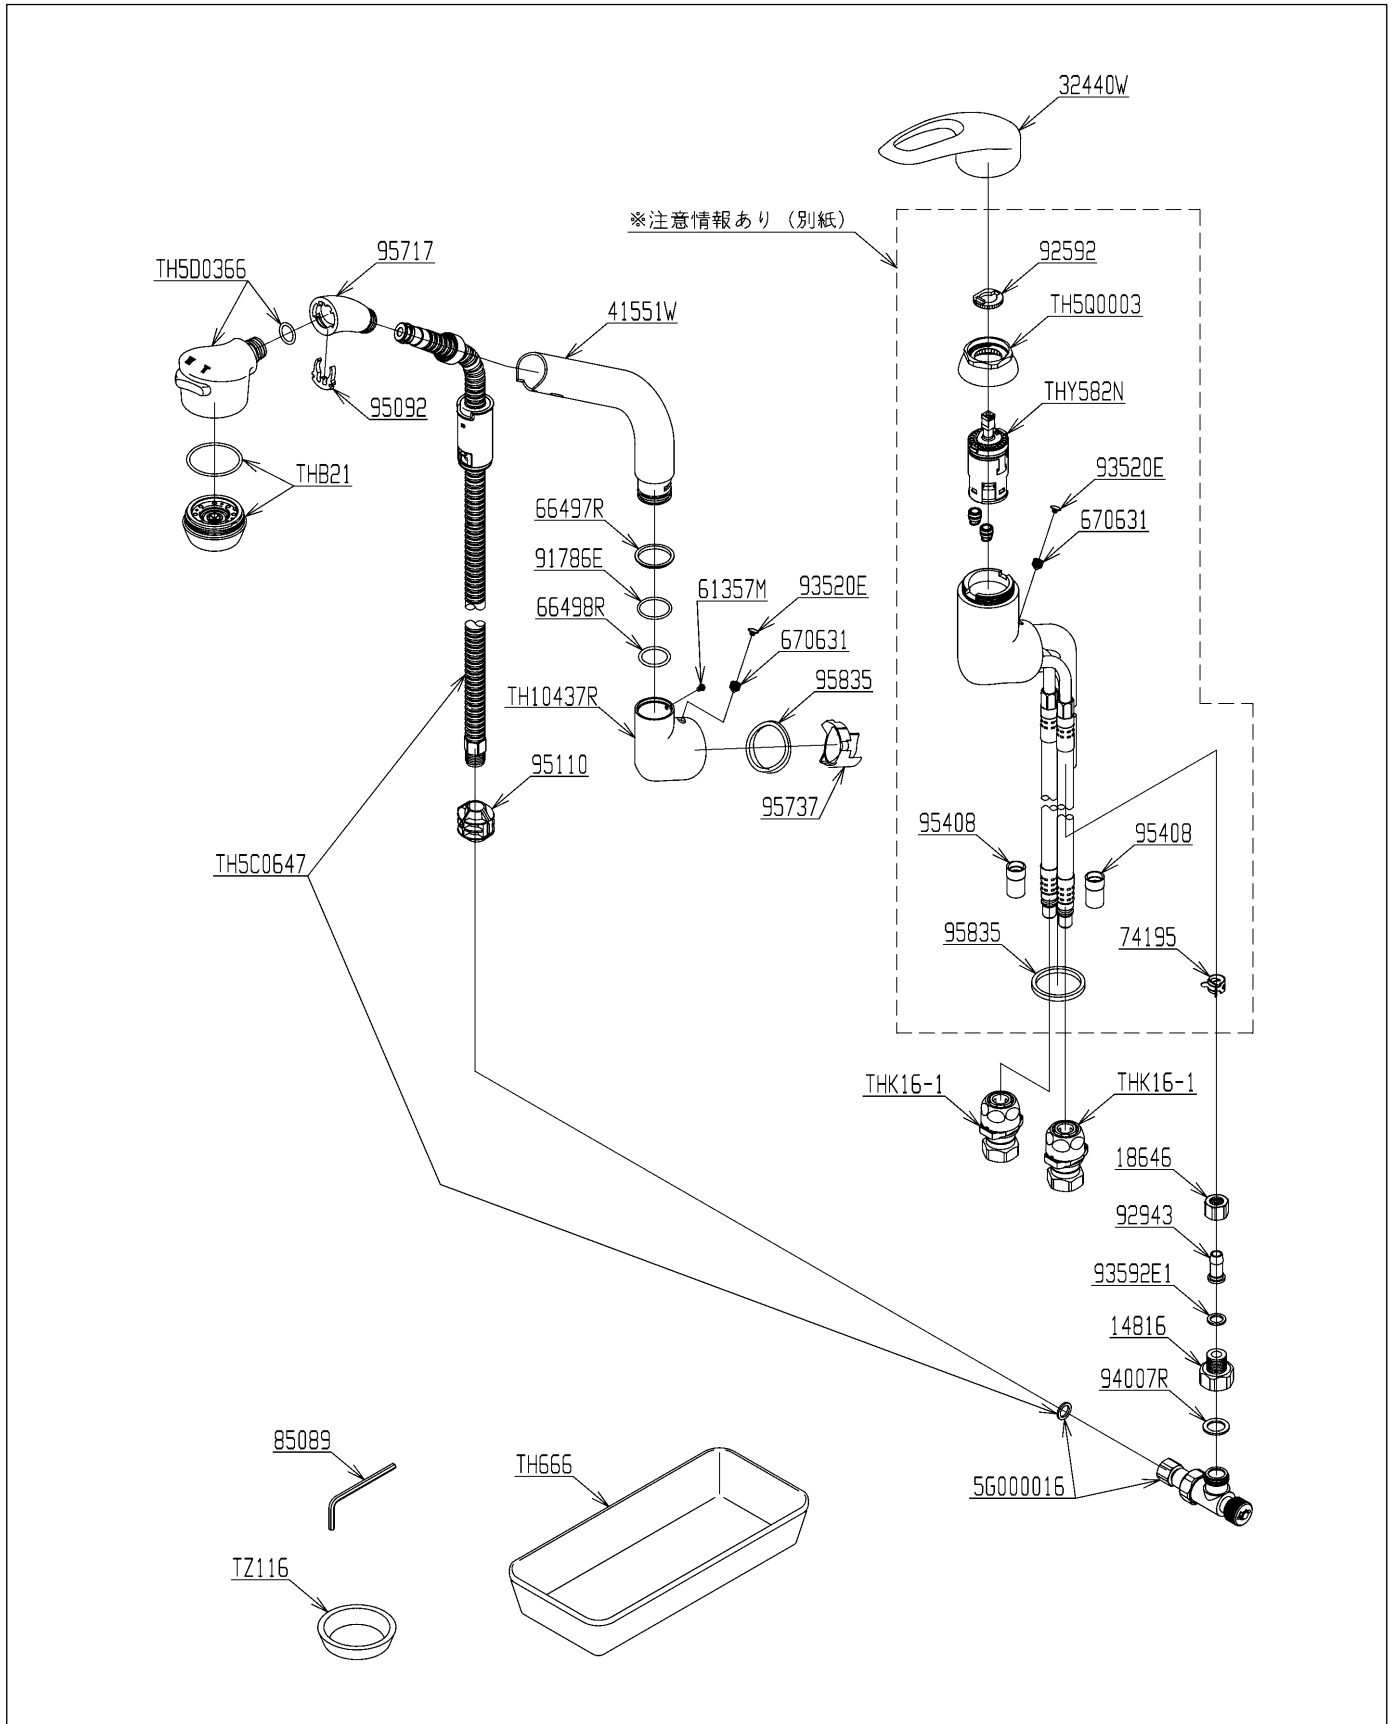 32440W
※注意情報あり（別紙）
92592
95717
TH5D0366
TH5Q0003
41551W
THY582N
95092
93520E
THB21
66497R
670631
91786E
61357M
93520E
66498R
670631
95835
TH10437R
95110
95737
95408
95408
TH5C0647
95835
74195
THK16-1
THK16-1
18646
92943
93592E1
14816
94007R
85089
TH666
5G000016
TZ116